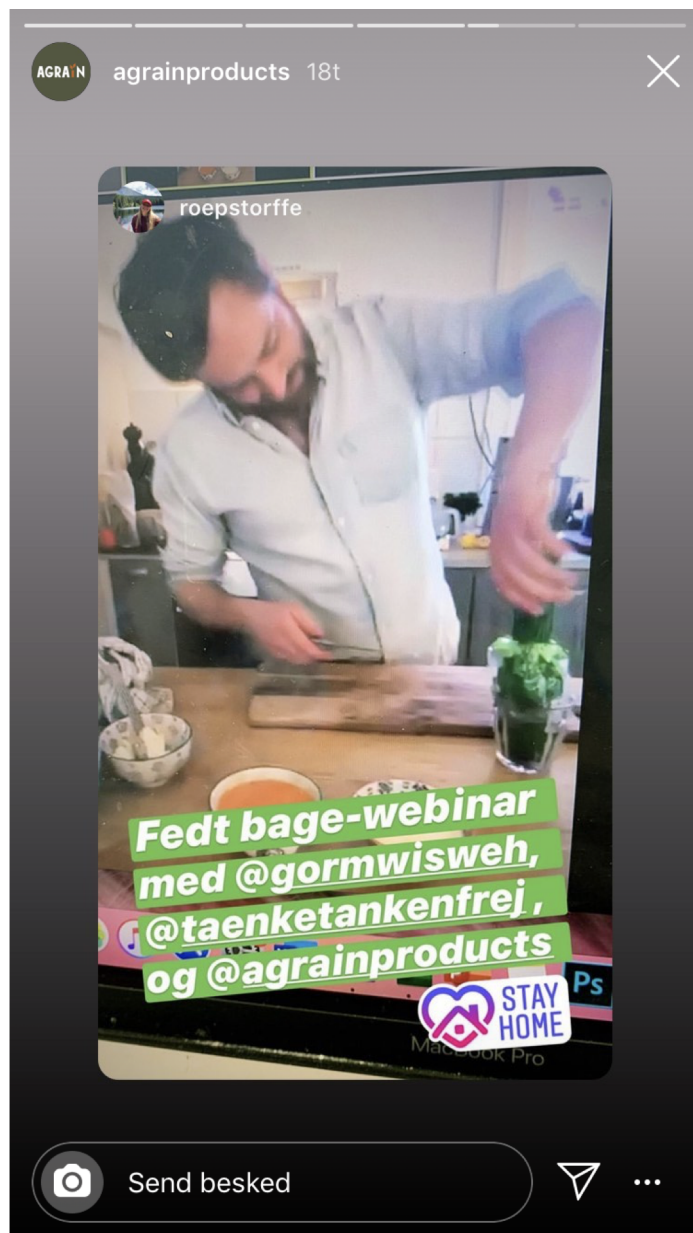 AGRAIN
agrainproducts 18t
roepstorffe
Fedt bage-webinar
med @gormwisweh,
@taenketankenfrej,
og @agrainproducts
Ps
STAY
HOME
MacBook Pro
Send besked